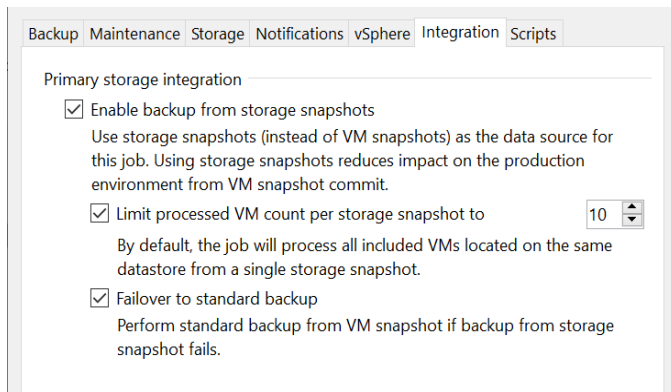 Backup Maintenance Storage Notifications vSphere Integration Scripts
Primary storage integration
Enable backup from storage snapshots
Use storage snapshots (instead of VM snapshots) as the data source for
this job. Using storage snapshots reduces impact on the production
environment from VM snapshot commit.
Limit processed VM count per storage snapshot to 10
By default, the job will process all included VMs located on the same
datastore from a single storage snapshot.
Failover to standard backup
Perform standard backup from VM snapshot if backup from storage
snapshot fails.